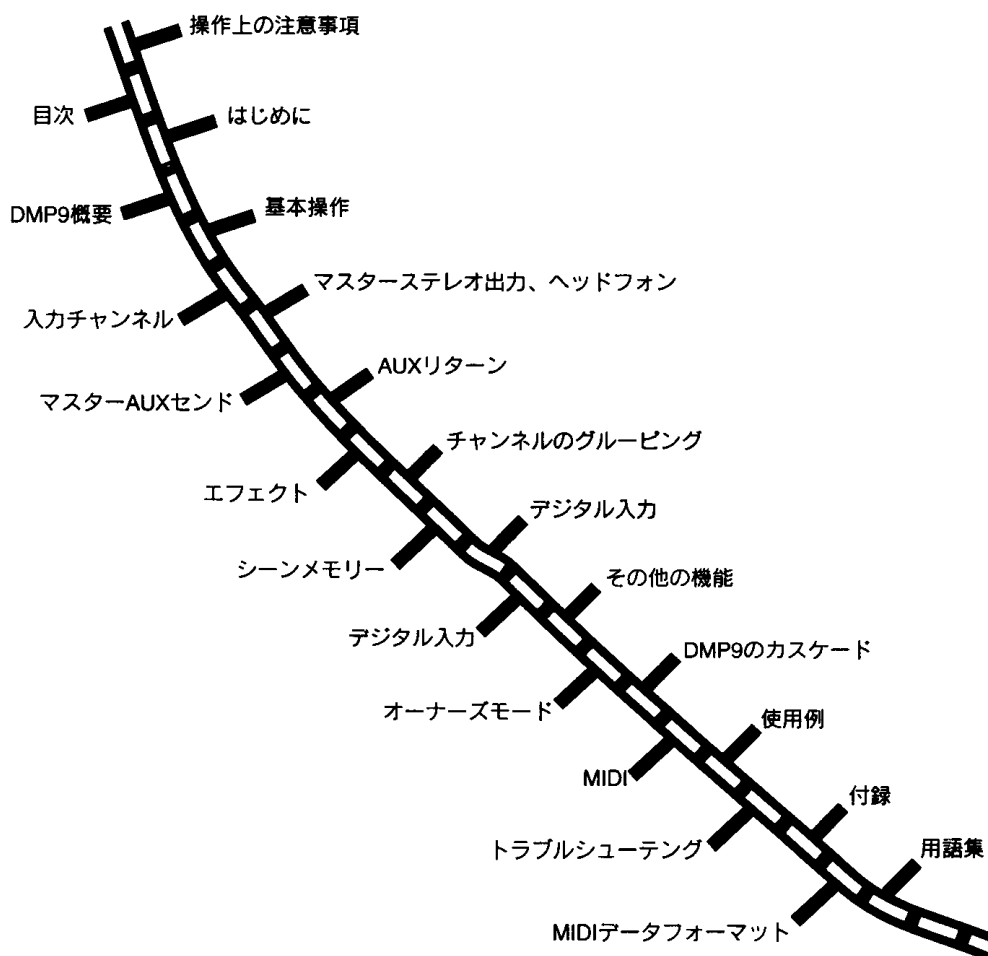 操作上の注意事項
目次
はじめに
DMP9概要
基本操作
マスターステレオ出力、ヘッドフォン
入力チャンネル
AUXリターン
マスターAUXセンド
チャンネルのグルーピング
エフェクト
デジタル入力
シーンメモリー
その他の機能
デジタル入力
DMP9のカスケード
オーナーズモード
使用例
MIDI
付録
トラブルシューテング
用語集
MIDIデータフォーマット